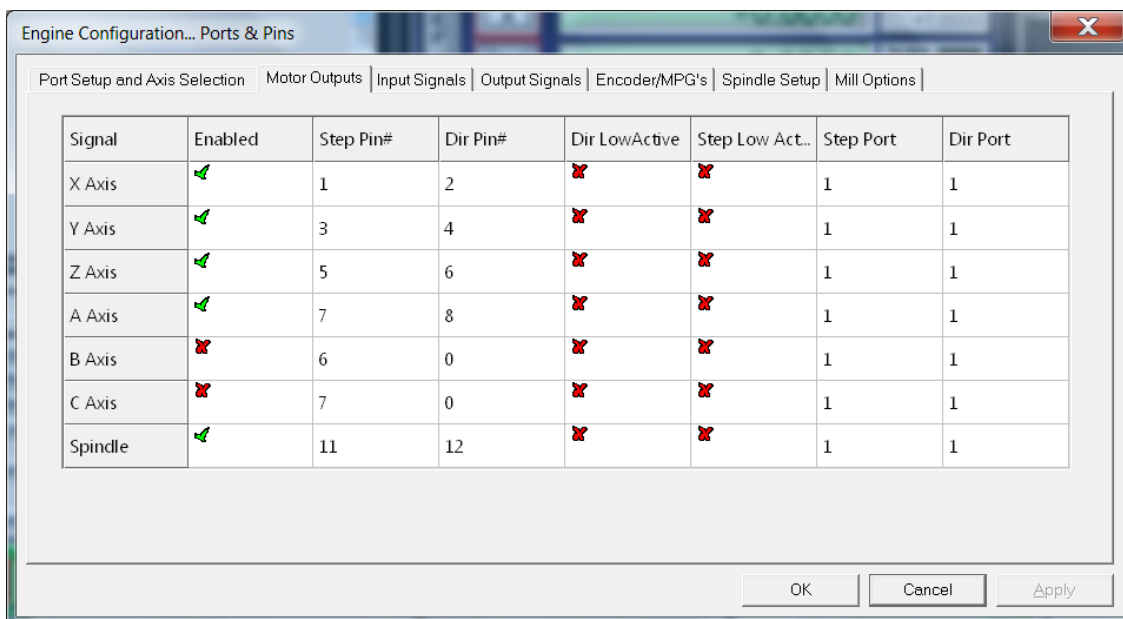 Engine Configuration... Ports & Pins
Port Setup and Axis Selection Motor Outputs Input Signals Output Signals Encoder/MPG's Spindle Setup Mill Options
Signal Enabled Step Pin# Dir Pin# Dir LowActive Step Low Act... Step Port Dir Port
X Axis 1 2 1 1
Y Axis 3 4 1 1
Z Axis 5 6 1 1
A Axis 7 8 1 1
B Axis 6 0 1 1
C Axis 7 0 1 1
Spindle 11 12 1 1
OK Cancel Apply